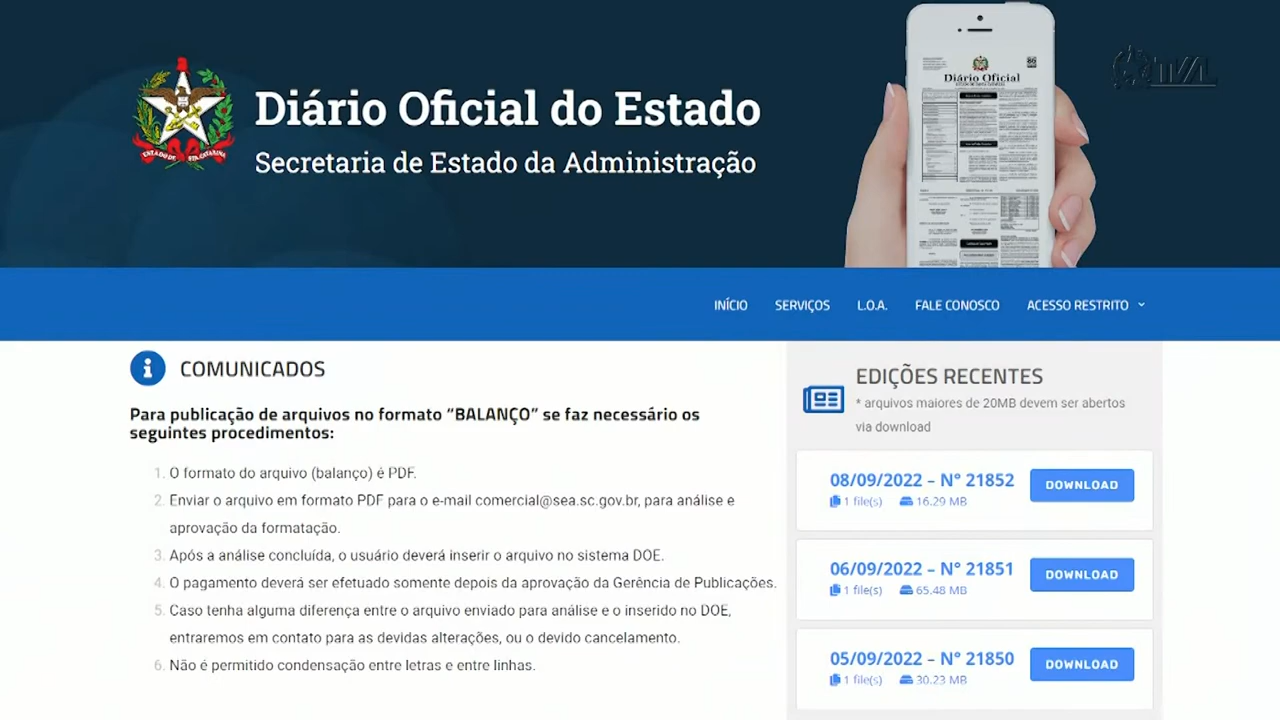 Diário Oficial do Estado
Secretaria de Estado da Administração
ESTADO DE STA. CATARINA
Diário Oficial
TVAL
INÍCIO SERVIÇOS L.O.A. FALE CONOSCO ACESSO RESTRITO
COMUNICADOS
Para publicação de arquivos no formato “BALANÇO” se faz necessário os
seguintes procedimentos:
1. O formato do arquivo (balanço) é PDF.
2. Enviar o arquivo em formato PDF para o e-mail comercial@sea.sc.gov.br, para análise e
aprovação da formatação.
3. Após a análise concluída, o usuário deverá inserir o arquivo no sistema DOE.
4. O pagamento deverá ser efetuado somente depois da aprovação da Gerência de Publicações.
5. Caso tenha alguma diferença entre o arquivo enviado para análise e o inserido no DOE,
entraremos em contato para as devidas alterações, ou o devido cancelamento.
6. Não é permitido condensação entre letras e entre linhas.
EDIÇÕES RECENTES
* arquivos maiores de 20MB devem ser abertos
via download
08/09/2022 – N° 21852
1 file(s) 16.29 MB
DOWNLOAD
06/09/2022 – N° 21851
1 file(s) 65.48 MB
DOWNLOAD
05/09/2022 – N° 21850
1 file(s) 30.23 MB
DOWNLOAD